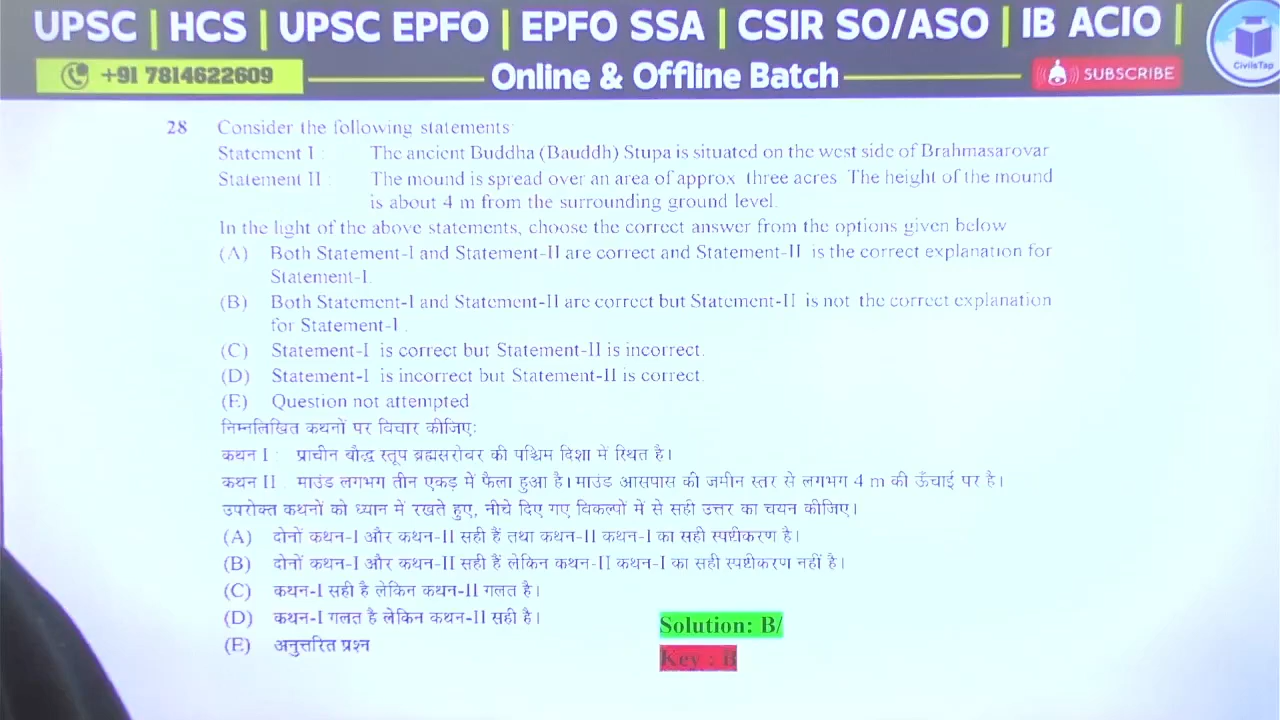 UPSC | HCS | UPSC EPFO | EPFO SSA | CSIR SO/ASO | IB ACIO |
+91 7814622609
Online & Offline Batch
SUBSCRIBE
CivilsTap
28 Consider the following statements:
Statement I : The ancient Buddha (Bauddh) Stupa is situated on the west side of Brahmasarovar
Statement II : The mound is spread over an area of approx three acres The height of the mound
is about 4 m from the surrounding ground level.
In the light of the above statements, choose the correct answer from the options given below
(A) Both Statement-I and Statement-II are correct and Statement-II is the correct explanation for
Statement-I.
(B) Both Statement-I and Statement-II are correct but Statement-II is not the correct explanation
for Statement-I.
(C) Statement-I is correct but Statement-II is incorrect.
(D) Statement-I is incorrect but Statement-II is correct.
(E) Question not attempted
निम्नलिखित कथनों पर विचार कीजिए:
कथन I : प्राचीन बौद्ध स्तूप ब्रह्मसरोवर की पश्चिम दिशा में स्थित है।
कथन II : माउंड लगभग तीन एकड़ में फैला हुआ है। माउंड आसपास की जमीन स्तर से लगभग 4 m की ऊँचाई पर है।
उपरोक्त कथनों को ध्यान में रखते हुए, नीचे दिए गए विकल्पों में से सही उत्तर का चयन कीजिए।
(A) दोनों कथन-I और कथन-II सही हैं तथा कथन-II कथन-I का सही स्पष्टीकरण है।
(B) दोनों कथन-I और कथन-II सही हैं लेकिन कथन-II कथन-I का सही स्पष्टीकरण नहीं है।
(C) कथन-I सही है लेकिन कथन-II गलत है।
(D) कथन-I गलत है लेकिन कथन-II सही है।
(E) अनुत्तरित प्रश्न
Solution: B/
Key : B